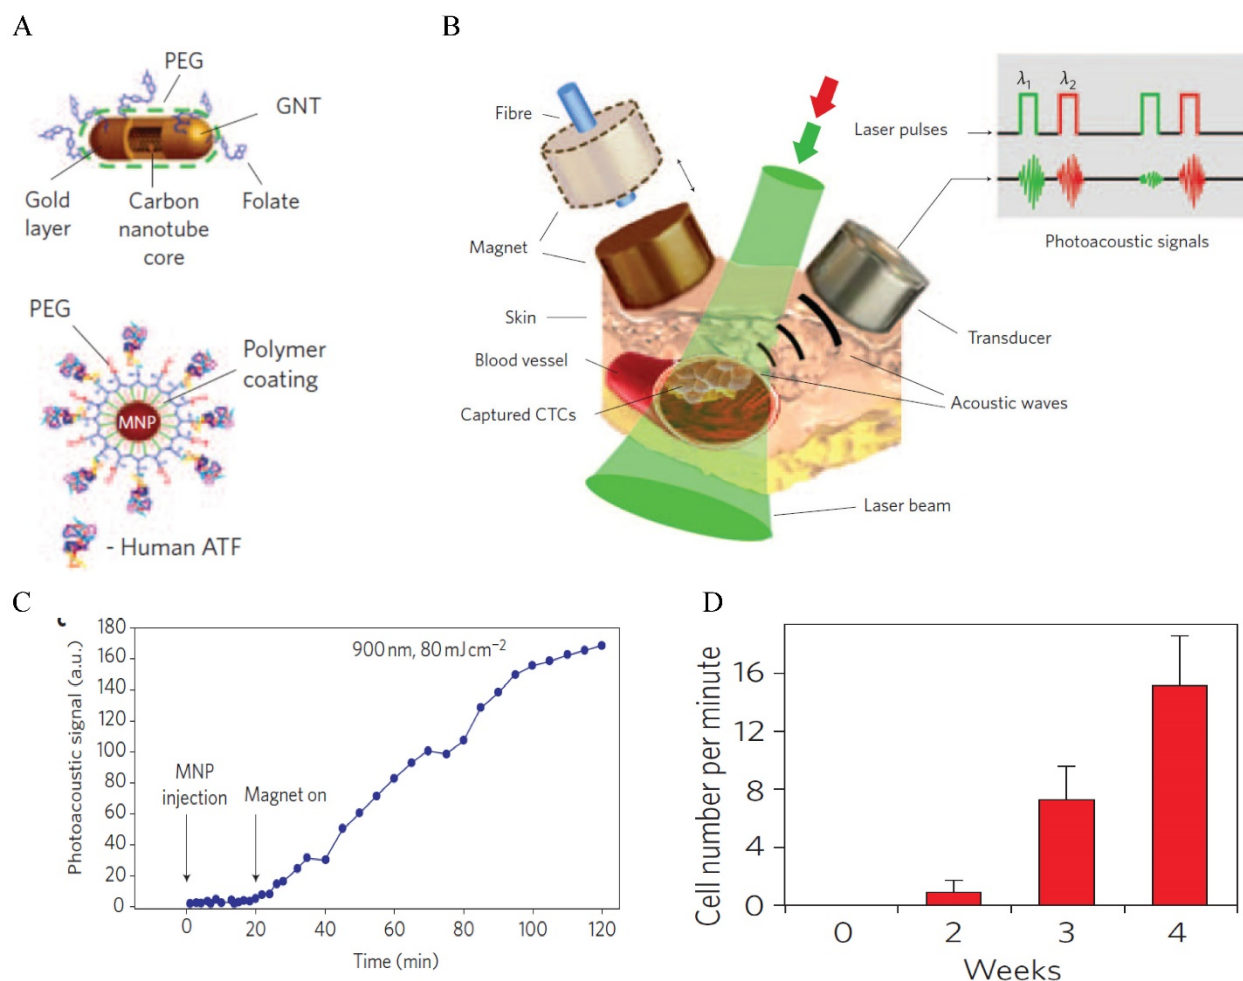 A
PEG
GNT
Gold
layer
Carbon
nanotube
core
Folate
PEG
Polymer
coating
MNP
- Human ATF
B
Fibre
Magnet
Skin
Blood vessel
Captured CTCs
Laser pulses
λ1
λ2
Photoacoustic signals
Transducer
Acoustic waves
Laser beam
C
Photoacoustic signal (a.u.)
180
160
140
120
100
80
60
40
20
0
900 nm, 80 mJ cm−2
MNP
injection
Magnet on
0 20 40 60 80 100 120
Time (min)
D
Cell number per minute
16
12
8
4
0
0 2 3 4
Weeks